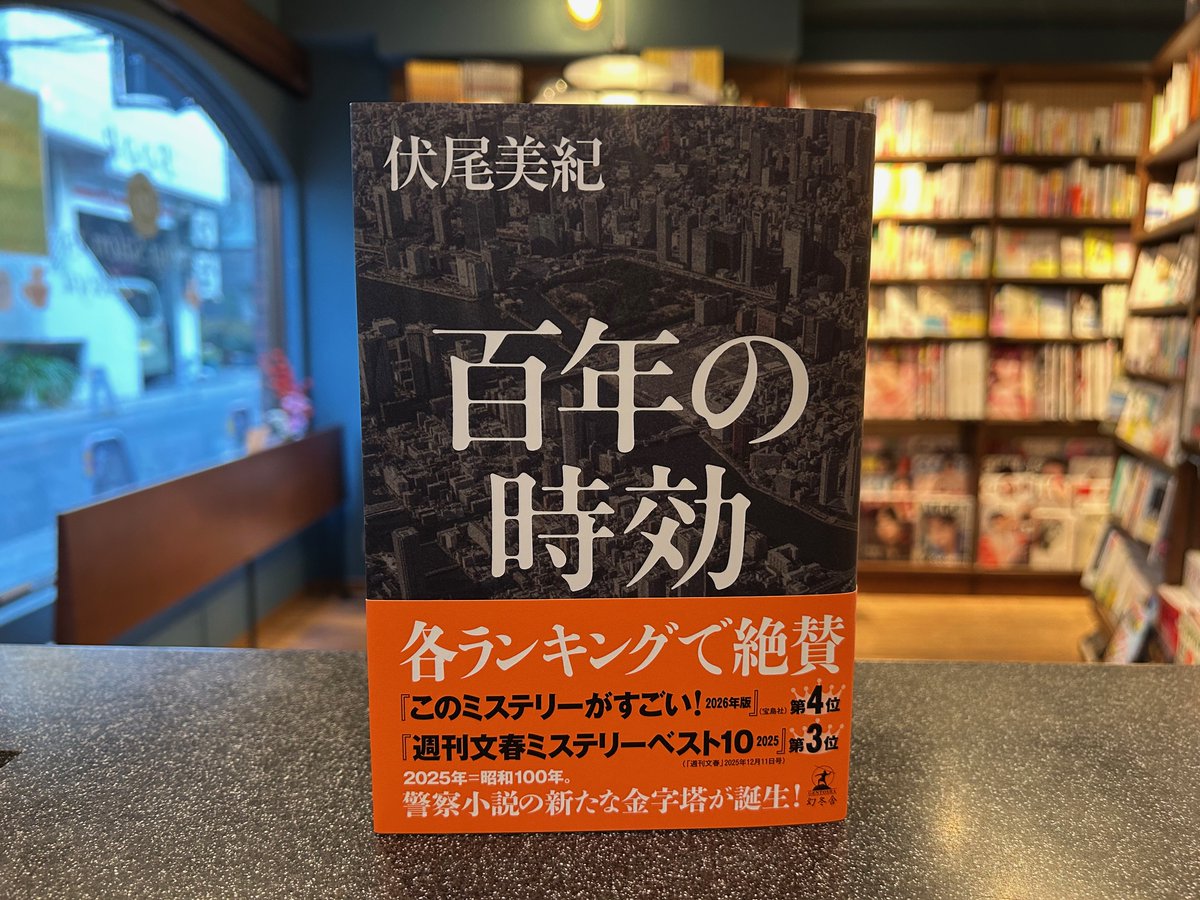 伏尾美紀
百年の
時効
各ランキングで絶賛
『このミステリーがすごい!2026年版』(宝島社)第4位
『週刊文春ミステリーベスト10 2025』第3位
(「週刊文春」2025年12月11日号)
2025年=昭和100年。
警察小説の新たな金字塔が誕生!
GENTOSHA
幻冬舎